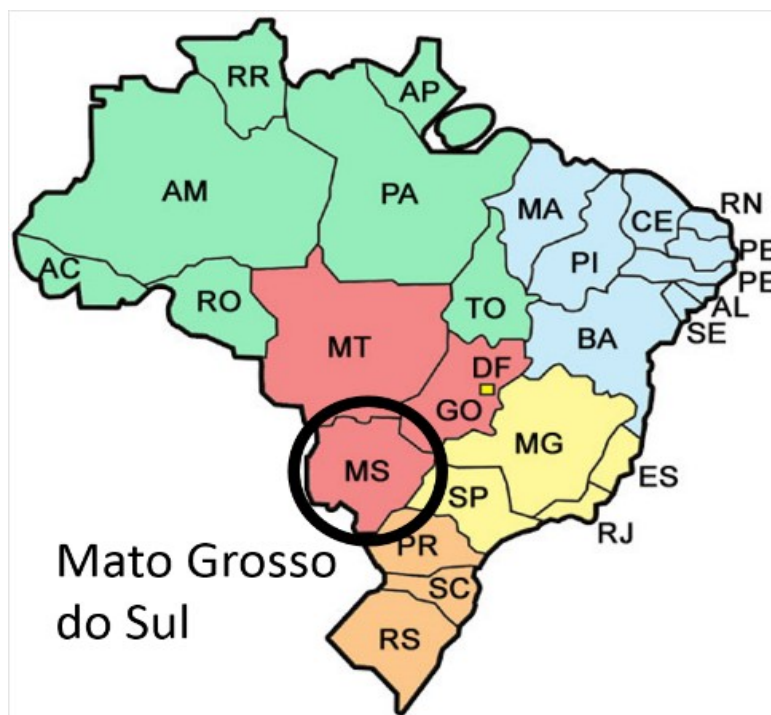 RR
AP
AM
PA
MA
CE
RN
PB
PI
PE
AC
RO
TO
AL
SE
MT
BA
DF
GO
MS
MG
ES
SP
RJ
PR
SC
RS
Mato Grosso
do Sul